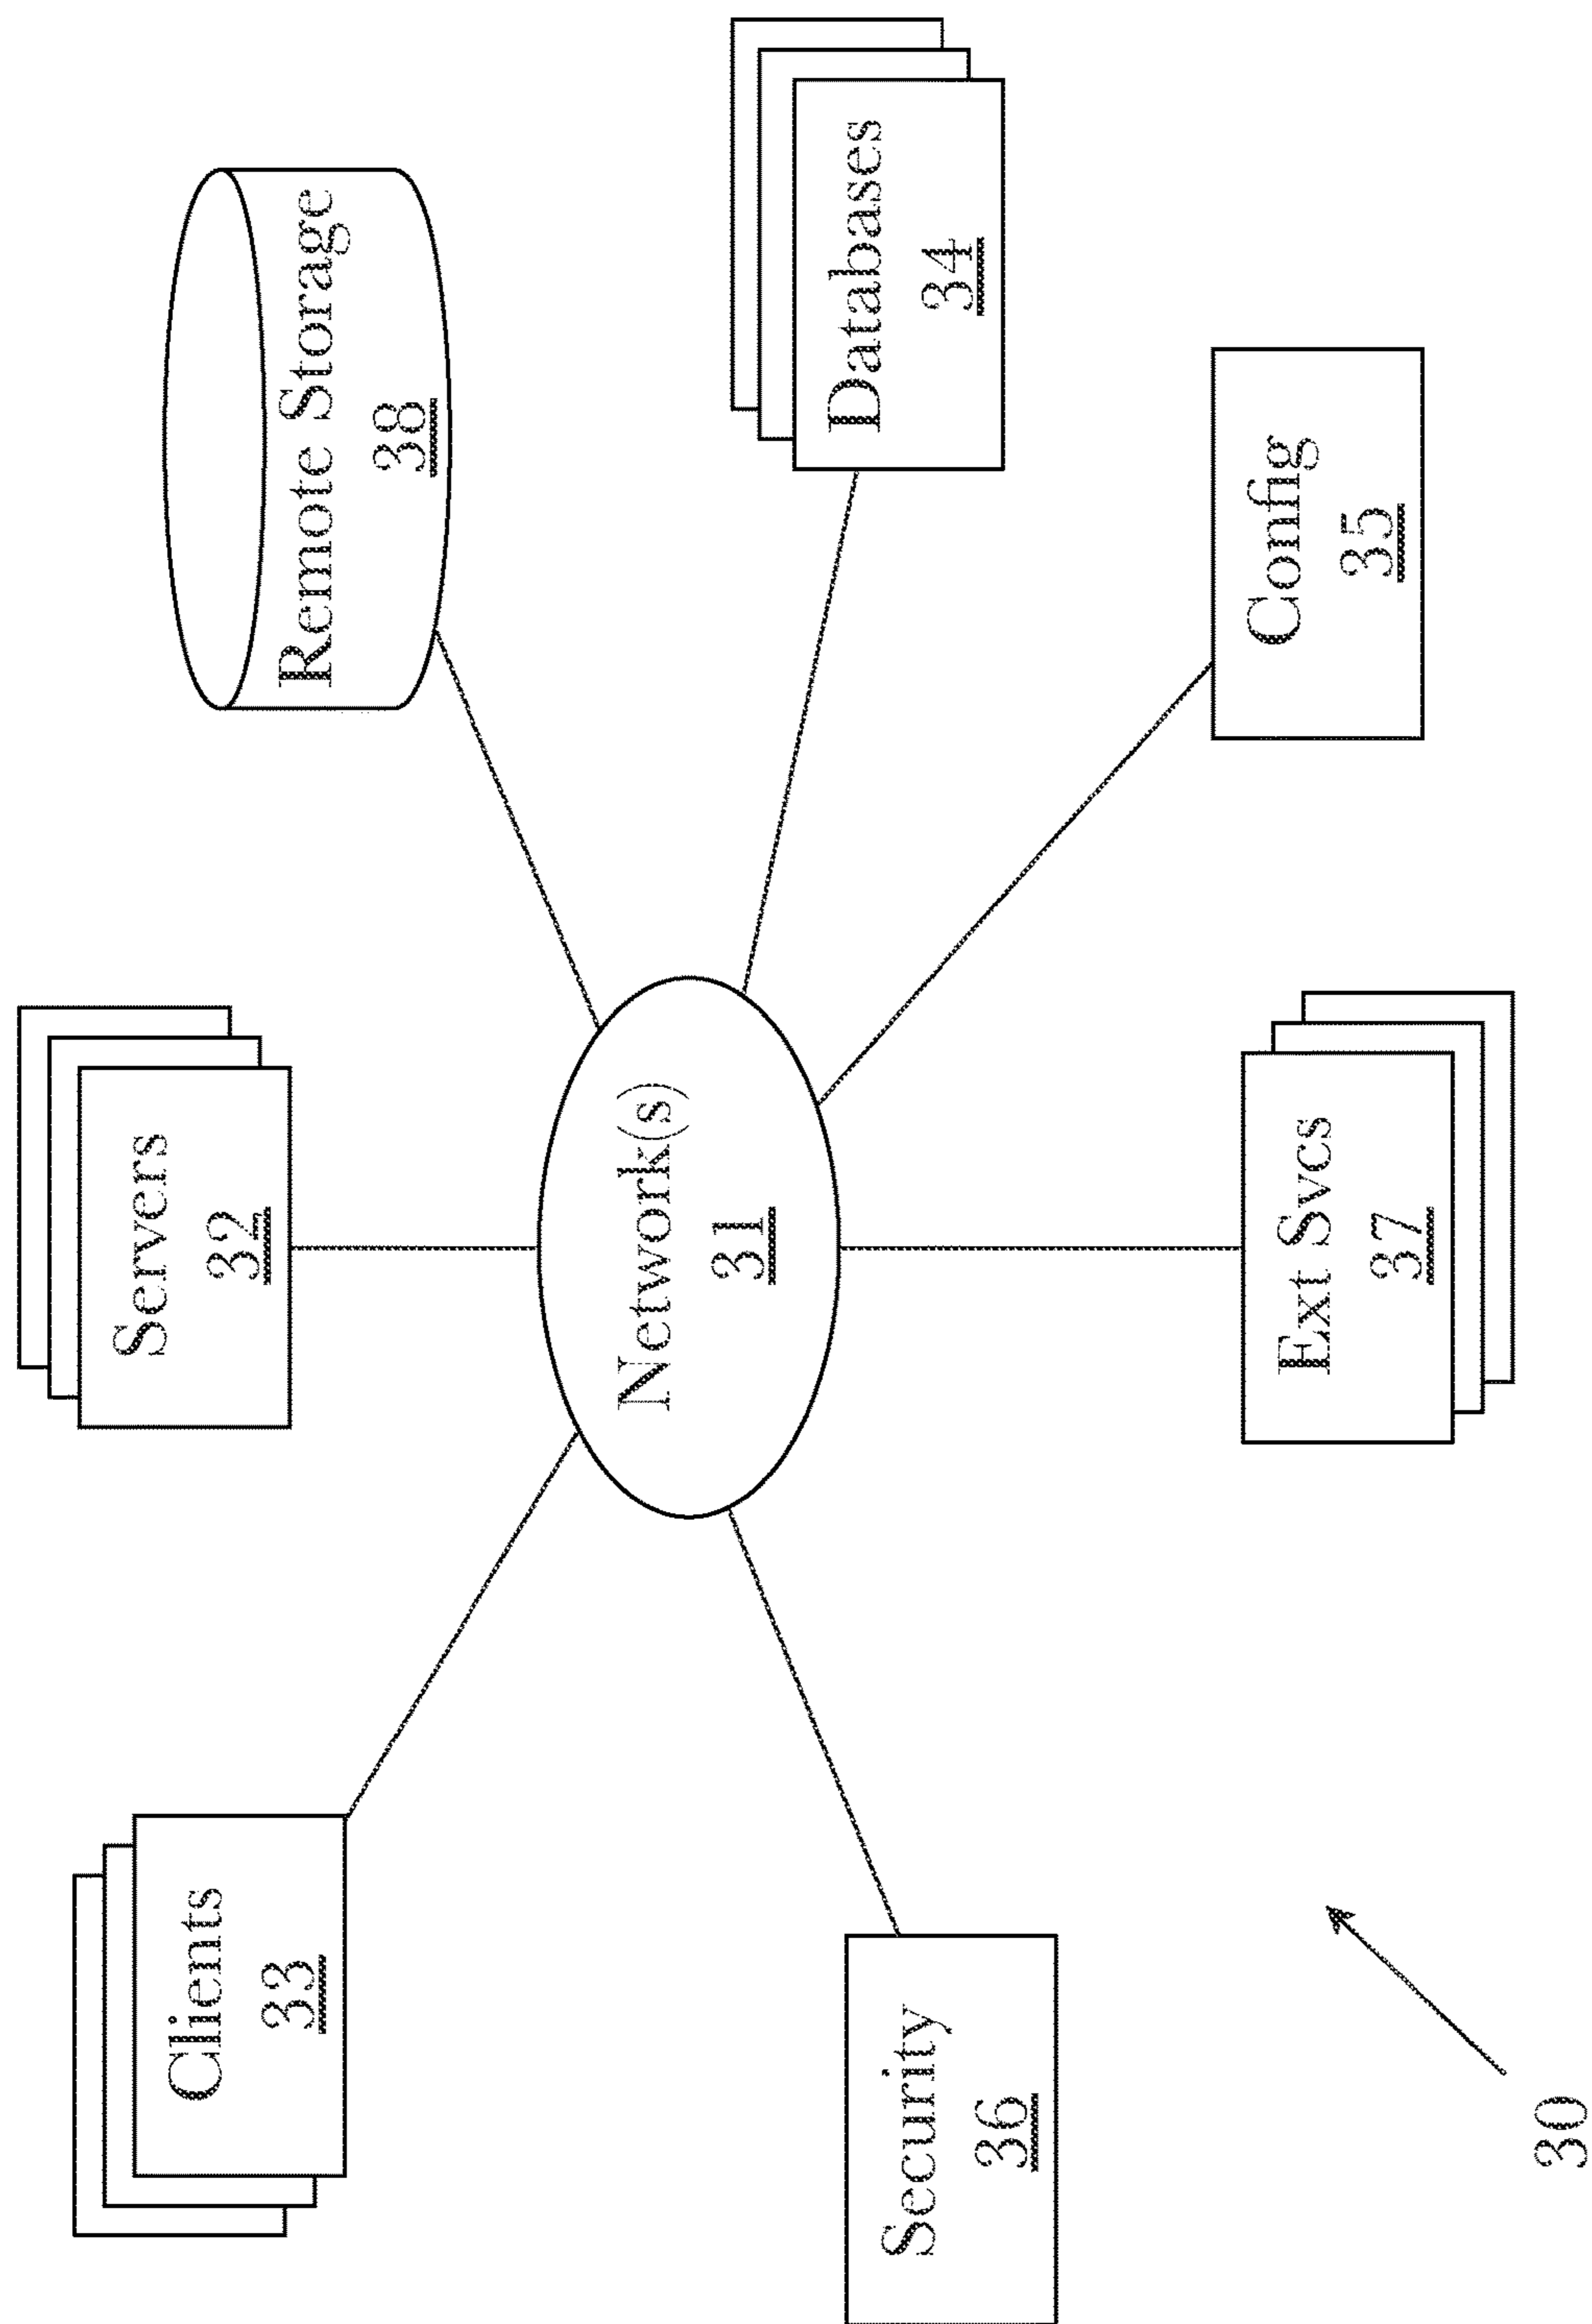 Servers
32
Clients
33
Remote Storage
38
Network(s)
31
Databases
34
Security
36
Config
35
Ext Svcs
37
30